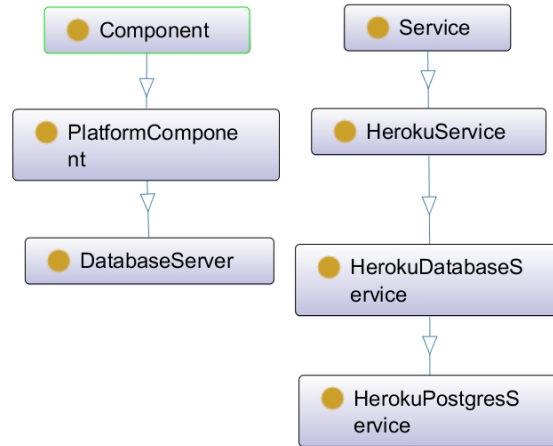 Component
Service
PlatformCompone
nt
HerokuService
DatabaseServer
HerokuDatabaseS
ervice
HerokuPostgresS
ervice